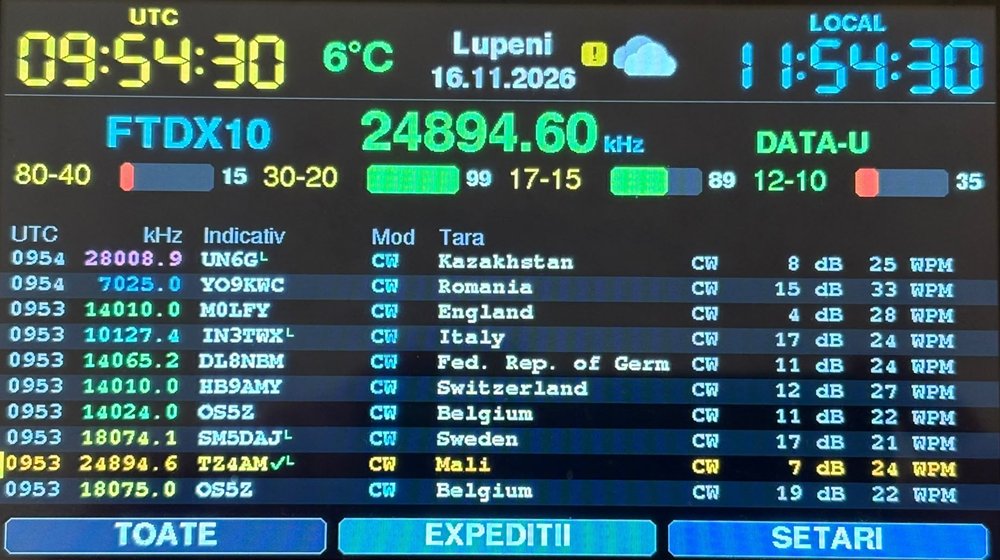 UTC
09:54:30
6°C
Lupeni
16.11.2026
LOCAL
11:54:30
FTDX10
24894.60 kHz
DATA-U
80-40 15 30-20 99 17-15 89 12-10 35
UTC kHz Indicativ Mod Tara
0954 28008.9 UN6G L CW Kazakhstan CW 8 dB 25 WPM
0954 7025.0 YO9KWC CW Romania CW 15 dB 33 WPM
0953 14010.0 M0LFY CW England CW 4 dB 28 WPM
0953 10127.4 IN3TWX L CW Italy CW 17 dB 24 WPM
0953 14065.2 DL8NBM CW Fed. Rep. of Germ CW 11 dB 24 WPM
0953 14010.0 HB9AMY CW Switzerland CW 12 dB 27 WPM
0953 14024.0 OS5Z CW Belgium CW 11 dB 22 WPM
0953 18074.1 SM5DAJ L CW Sweden CW 17 dB 21 WPM
0953 24894.6 TZ4AM ✓ L CW Mali CW 7 dB 24 WPM
0953 18075.0 OS5Z CW Belgium CW 19 dB 22 WPM
TOATE EXPEDITII SETARI